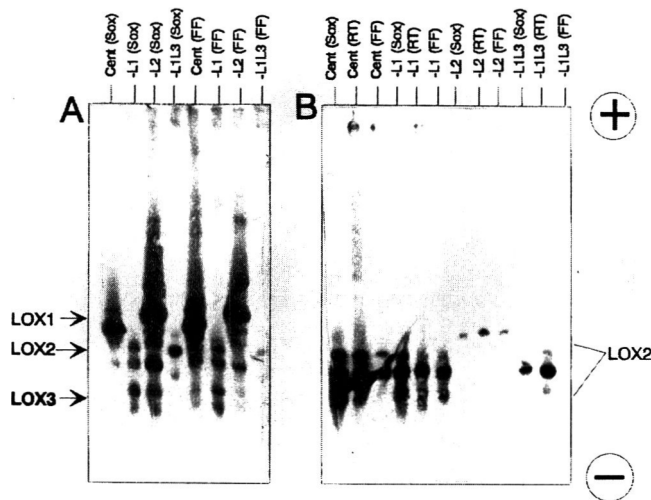 Cent (Sox)
-L1 (Sox)
-L2 (Sox)
-L1L3 (Sox)
Cent (FF)
-L1 (FF)
-L2 (FF)
-L1L3 (FF)
Cent (Sox)
Cent (RT)
Cent (FF)
-L1 (Sox)
-L1 (RT)
-L1 (FF)
-L2 (Sox)
-L2 (RT)
-L2 (FF)
-L1L3 (Sox)
-L1L3 (RT)
-L1L3 (FF)
A
B
+
LOX1
LOX2
LOX3
LOX2
−